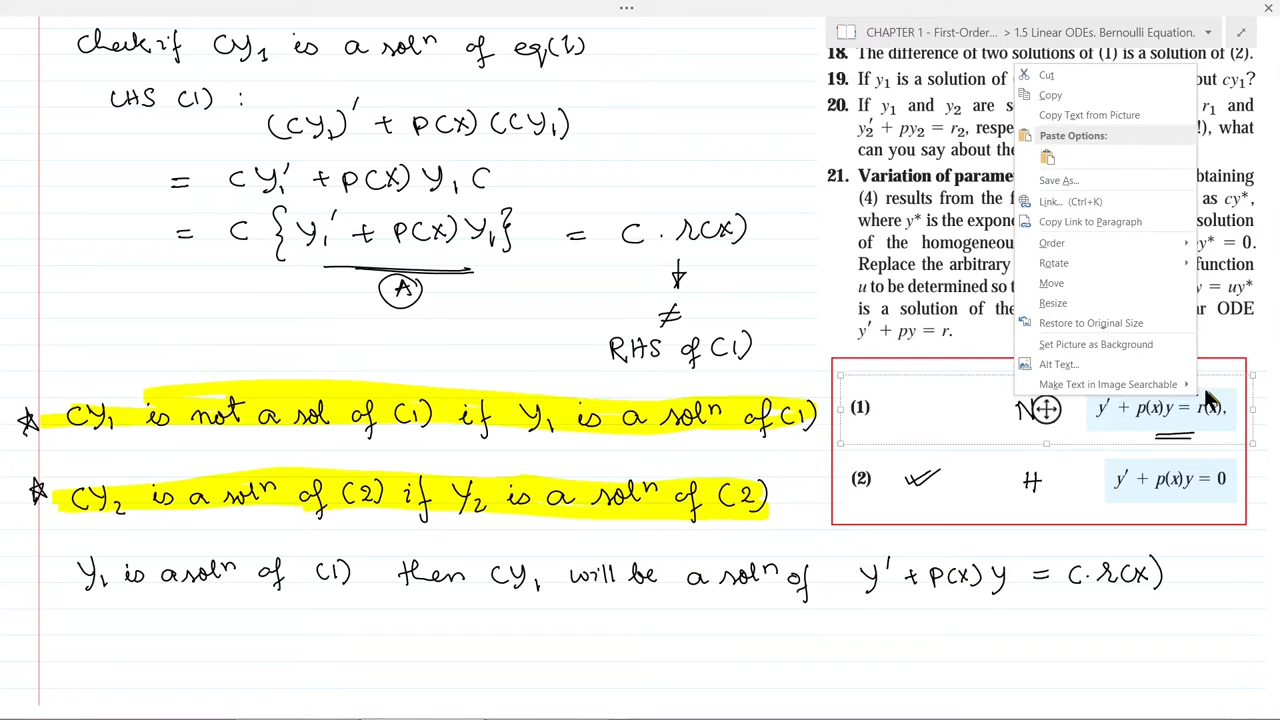 CHAPTER 1 - First-Order... > 1.5 Linear ODEs. Bernoulli Equation.
Check if CY₁ is a solⁿ of eq(1)
LHS (1) :
(CY₁)' + P(X) (CY₁)
= CY₁' + P(X) Y₁ C
= C { Y₁' + P(X) Y₁ } = C . r(X)
A
≠
RHS of (1)
CY₁ is not a sol of (1) if Y₁ is a solⁿ of (1)
CY₂ is a solⁿ of (2) if Y₂ is a solⁿ of (2)
Y₁ is a solⁿ of (1) then CY₁ will be a solⁿ of Y' + P(X) Y = C. r(X)
18. The difference of two solutions of (1) is a solution of (2).
19. If y₁ is a solution of out cy₁?
20. If y₁ and y₂ are r₁ and
y₂' + py₂ = r₂, what
can you say about the
21. Variation of btaining
(4) results from the as cy*,
where y* is the solution
of the y* = 0.
Replace the arbitrary function
u to be determined so y = uy*
is a solution of the ODE
y' + py = r.
Cut
Copy
Copy Text from Picture
Paste Options:
Save As...
Link... (Ctrl+K)
Copy Link to Paragraph
Order
Rotate
Move
Resize
Restore to Original Size
Set Picture as Background
Alt Text...
Make Text in Image Searchable
(1) N y' + p(x)y = r(x),
(2) H y' + p(x)y = 0